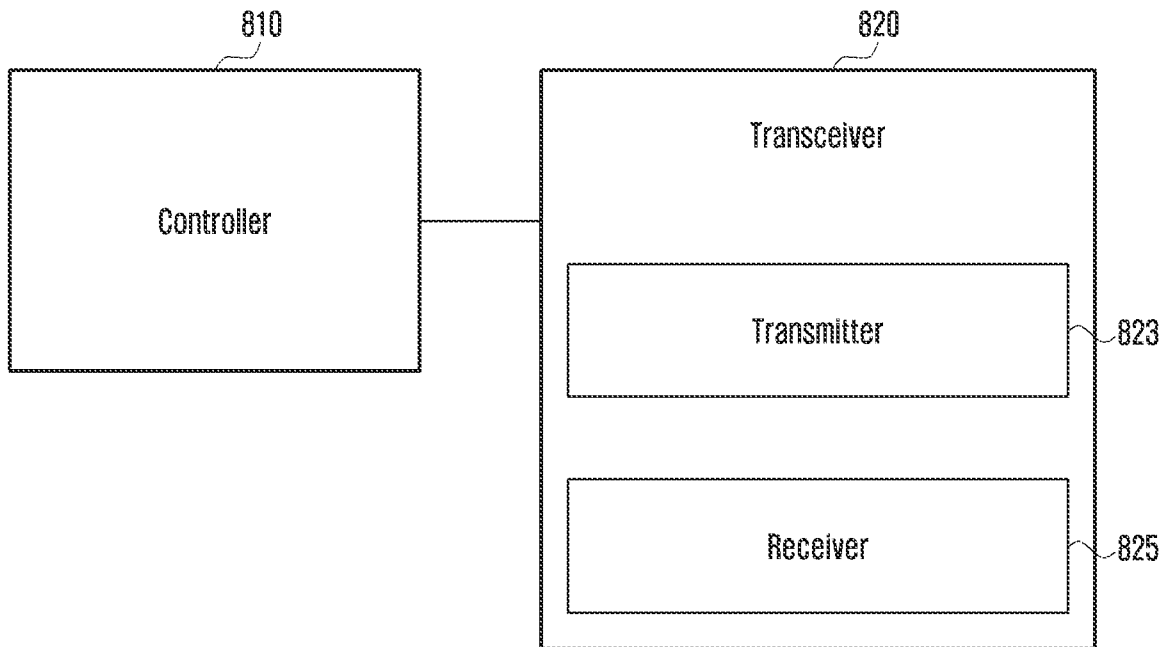 810
820
Controller
Transceiver
Transmitter
823
Receiver
825